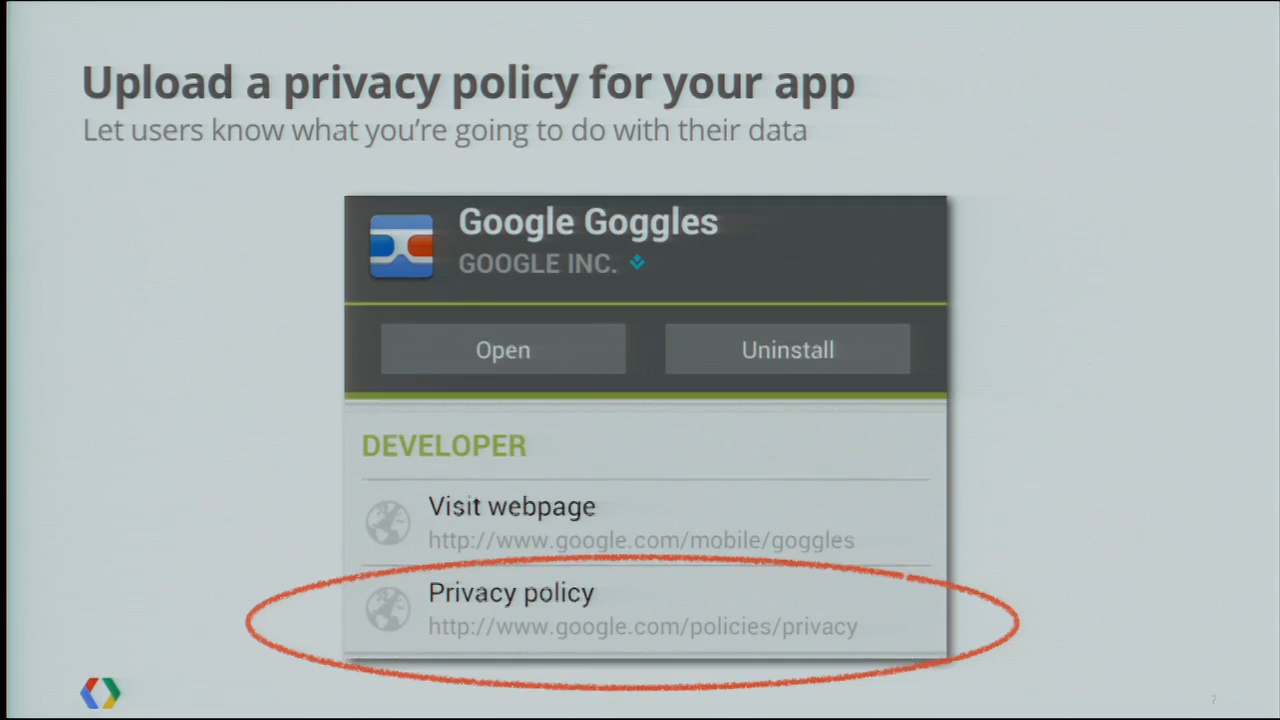 Upload a privacy policy for your app
Let users know what you're going to do with their data
Google Goggles
GOOGLE INC.
Open
Uninstall
DEVELOPER
Visit webpage
http://www.google.com/mobile/goggles
Privacy policy
http://www.google.com/policies/privacy
7